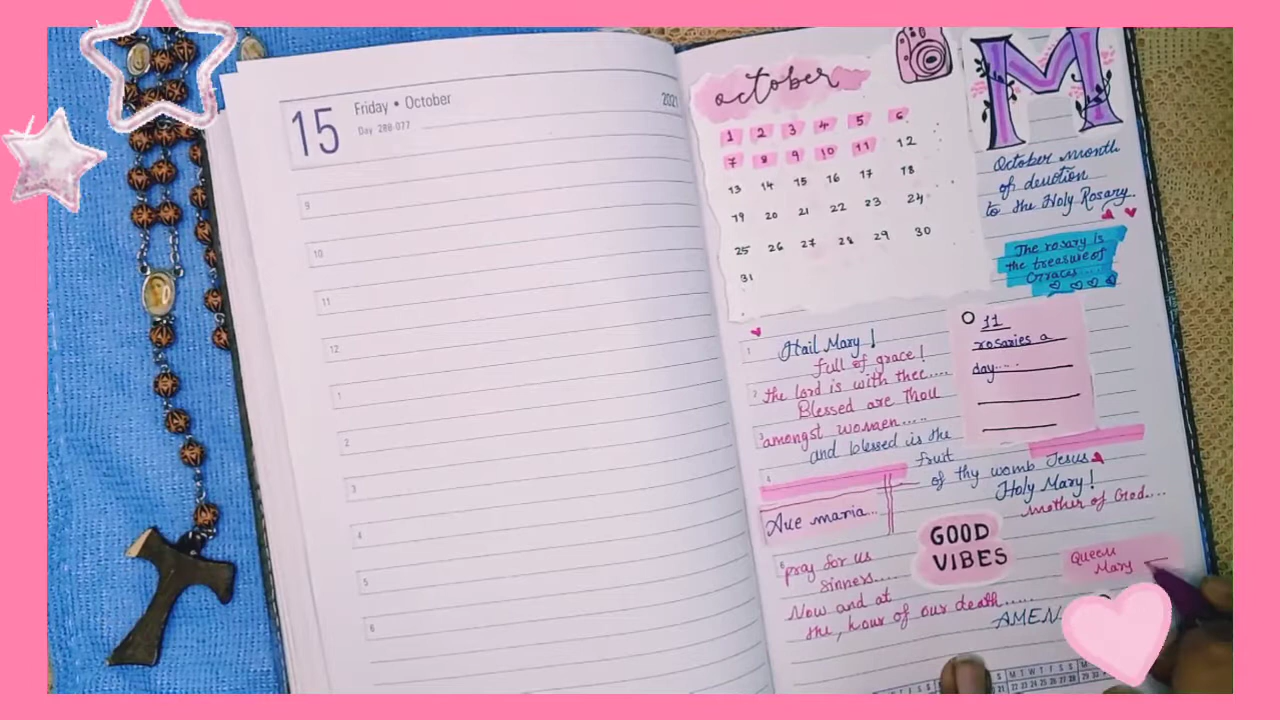 15
Friday • October
2021
Day 288-077
9
10
11
12
1
2
3
4
5
6
october
1 2 3 4 5 6
7 8 9 10 11 12
13 14 15 16 17 18
19 20 21 22 23 24
25 26 27 28 29 30
31
M
October month
of devotion
to the Holy Rosary.
The rosary is
the treasure of
Graces....
11
rosaries a
day....
1
Hail Mary!
full of grace!
2
the lord is with thee....
Blessed are thou
3
amongst women.....
and blessed is the
fruit
4
of thy womb Jesus
Holy Mary!
Mother of God....
Ave maria...
GOOD
VIBES
6
pray for us
Sinners....
Queen
Mary
Now and at
the, hour of our death.....
AMEN